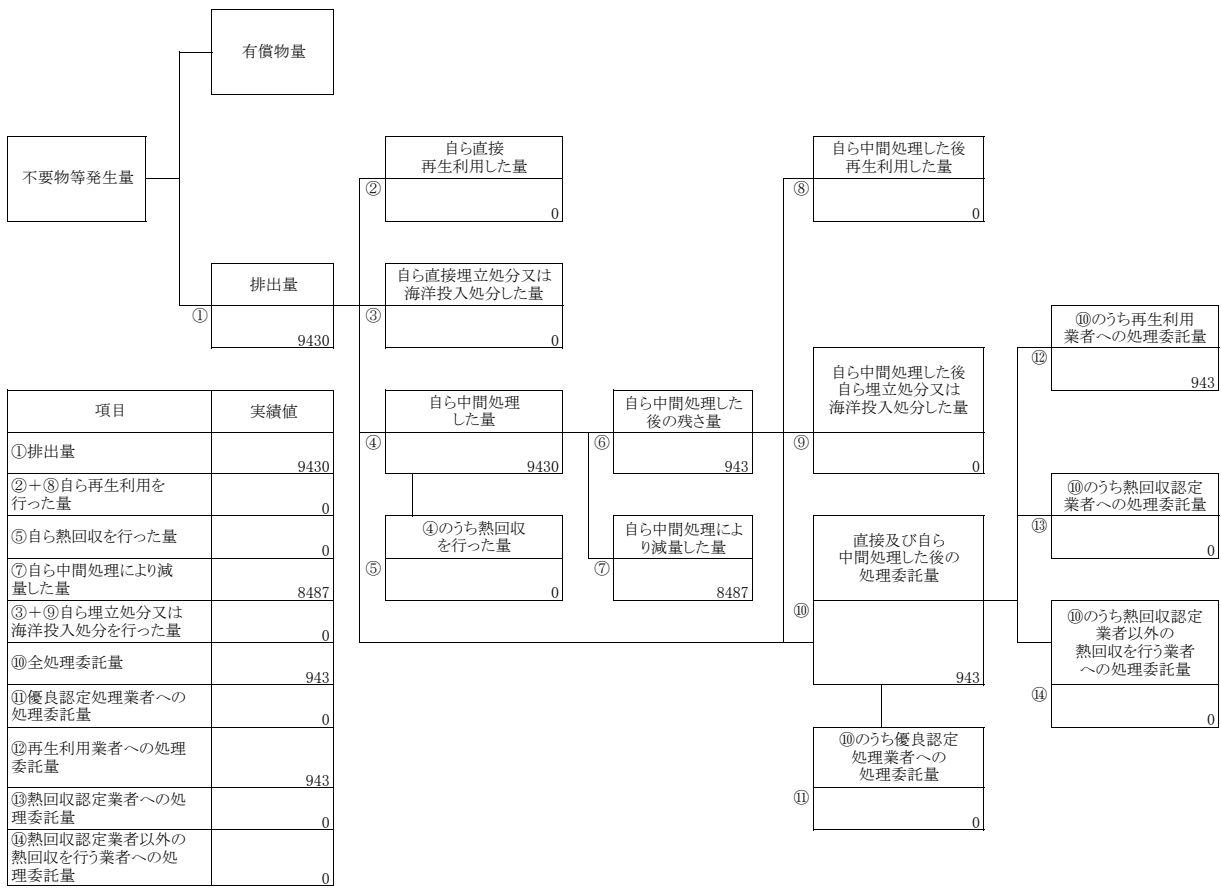 有償物量
不要物等発生量
自ら直接
再生利用した量
②
0
自ら中間処理した後
再生利用した量
⑧
0
排出量
①
9430
自ら直接埋立処分又は
海洋投入処分した量
③
0
⑩のうち再生利用
業者への処理委託量
⑫
943
自ら中間処理
した量
④
9430
自ら中間処理した
後の残さ量
⑥
943
自ら中間処理した後
自ら埋立処分又は
海洋投入処分した量
⑨
0
⑩のうち熱回収認定
業者への処理委託量
⑬
0
④のうち熱回収
を行った量
⑤
0
自ら中間処理によ
り減量した量
⑦
8487
直接及び自ら
中間処理した後の
処理委託量
⑩
943
⑩のうち熱回収認定
業者以外の
熱回収を行う業者
への処理委託量
⑭
0
⑩のうち優良認定
処理業者への
処理委託量
⑪
0
項目 実績値
①排出量
9430
②+⑧自ら再生利用を
行った量
0
⑤自ら熱回収を行った量
0
⑦自ら中間処理により減
量した量
8487
③+⑨自ら埋立処分又は
海洋投入処分を行った量
0
⑩全処理委託量
943
⑪優良認定処理業者への
処理委託量
0
⑫再生利用業者への処理
委託量
943
⑬熱回収認定業者への処
理委託量
0
⑭熱回収認定業者以外の
熱回収を行う業者への処
理委託量
0